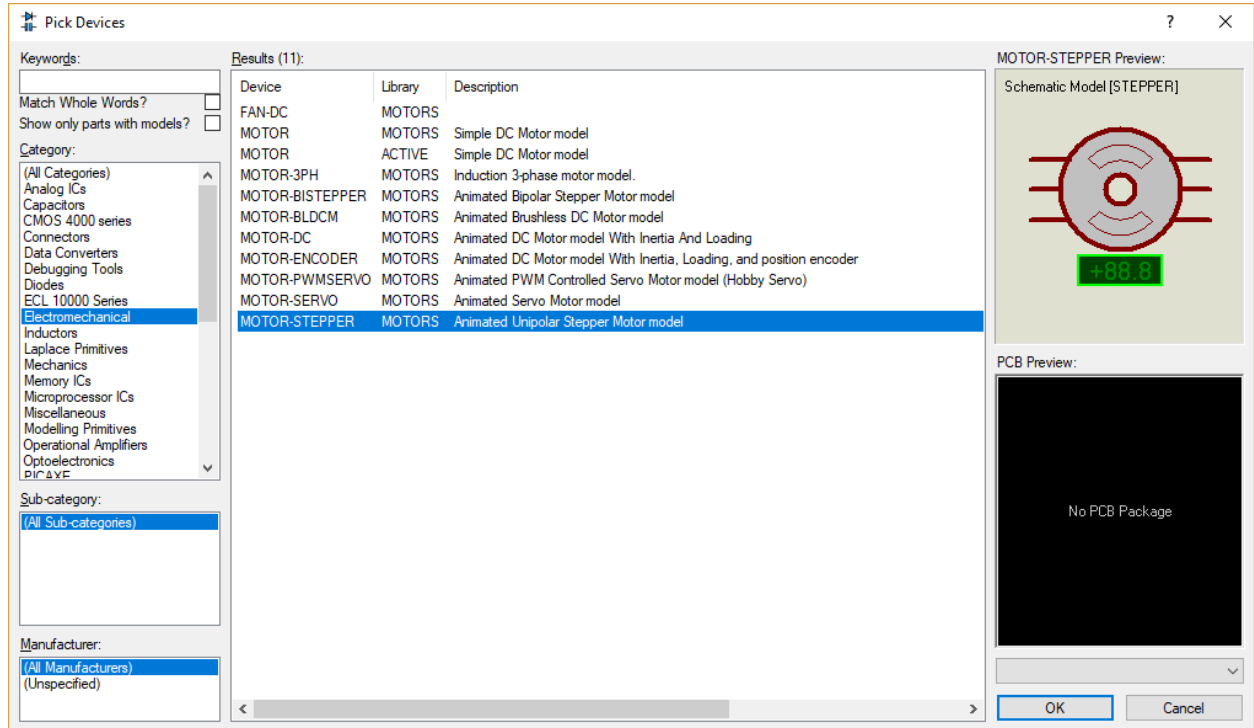 Pick Devices
?
Keywords:
Match Whole Words?
Show only parts with models?
Category:
(All Categories)
Analog ICs
Capacitors
CMOS 4000 series
Connectors
Data Converters
Debugging Tools
Diodes
ECL 10000 Series
Electromechanical
Inductors
Laplace Primitives
Mechanics
Memory ICs
Microprocessor ICs
Miscellaneous
Modelling Primitives
Operational Amplifiers
Optoelectronics
PICAXE
Sub-category:
(All Sub-categories)
Manufacturer:
(All Manufacturers)
(Unspecified)
Results (11):
Device Library Description
FAN-DC MOTORS
MOTOR MOTORS Simple DC Motor model
MOTOR ACTIVE Simple DC Motor model
MOTOR-3PH MOTORS Induction 3-phase motor model.
MOTOR-BISTEPPER MOTORS Animated Bipolar Stepper Motor model
MOTOR-BLDCM MOTORS Animated Brushless DC Motor model
MOTOR-DC MOTORS Animated DC Motor model With Inertia And Loading
MOTOR-ENCODER MOTORS Animated DC Motor model With Inertia, Loading, and position encoder
MOTOR-PWMSERVO MOTORS Animated PWM Controlled Servo Motor model (Hobby Servo)
MOTOR-SERVO MOTORS Animated Servo Motor model
MOTOR-STEPPER MOTORS Animated Unipolar Stepper Motor model
MOTOR-STEPPER Preview:
Schematic Model [STEPPER]
+88.8
PCB Preview:
No PCB Package
OK Cancel